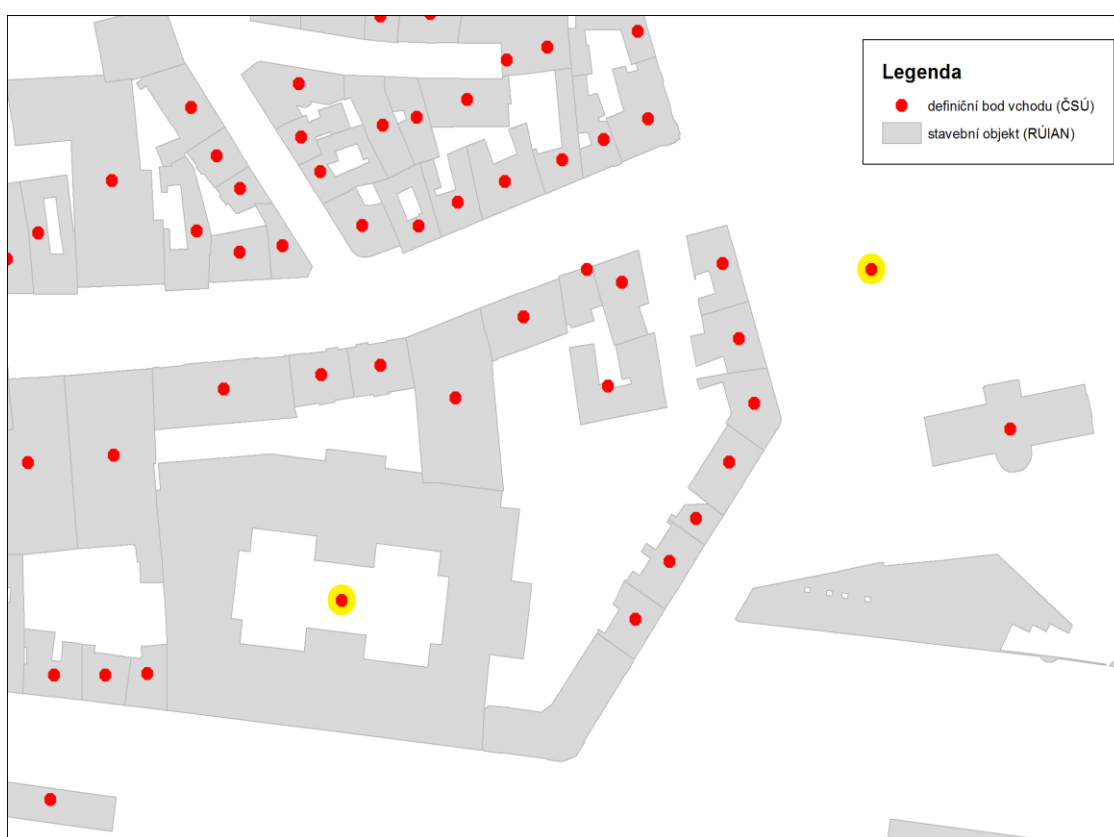 Legenda
definiční bod vchodu (ČSÚ)
stavební objekt (RÚIAN)